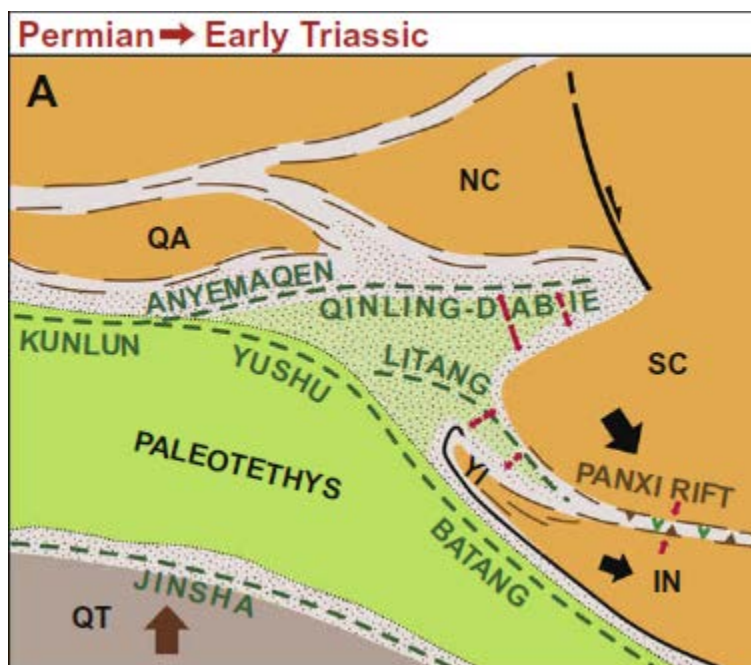 Permian → Early Triassic
A
NC
QA
ANYEMAQEN
QINLING-DABIE
KUNLUN
YUSHU
LITANG
SC
PALEOTETHYS
YI
PANXI RIFT
BATANG
IN
JINSHA
QT